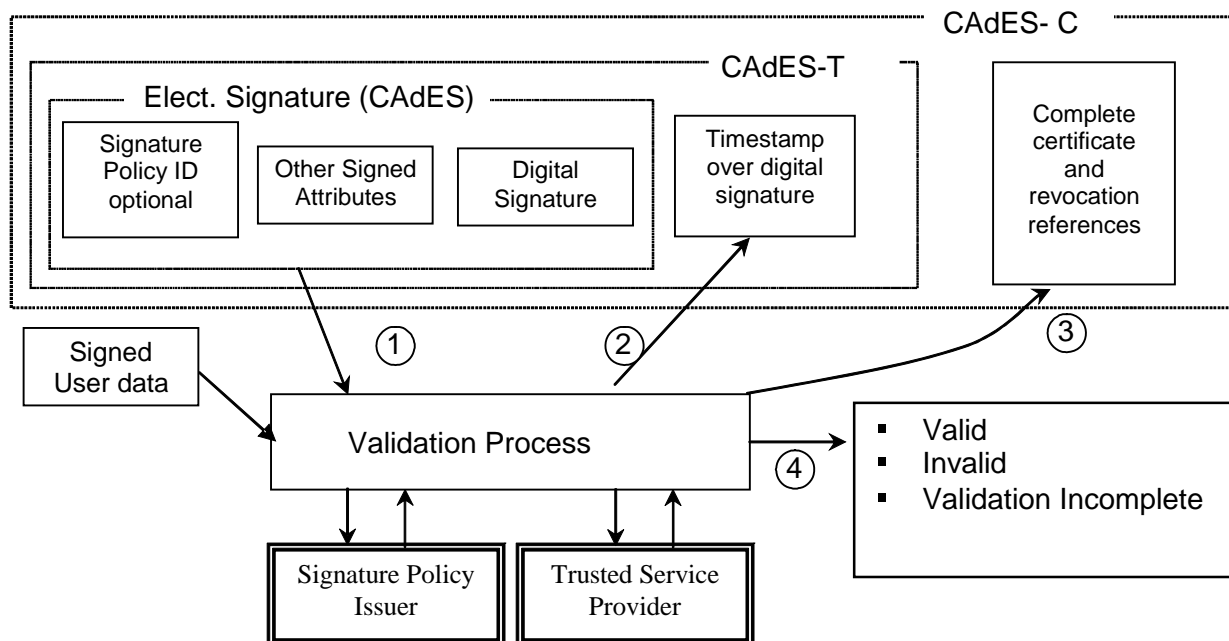 CAdES- C
CAdES-T
Elect. Signature (CAdES)
Signature
Policy ID
optional
Other Signed
Attributes
Digital
Signature
Timestamp
over digital
signature
Complete
certificate
and
revocation
references
1
2
3
Signed
User data
Validation Process
4
▪ Valid
▪ Invalid
▪ Validation Incomplete
Signature Policy
Issuer
Trusted Service
Provider